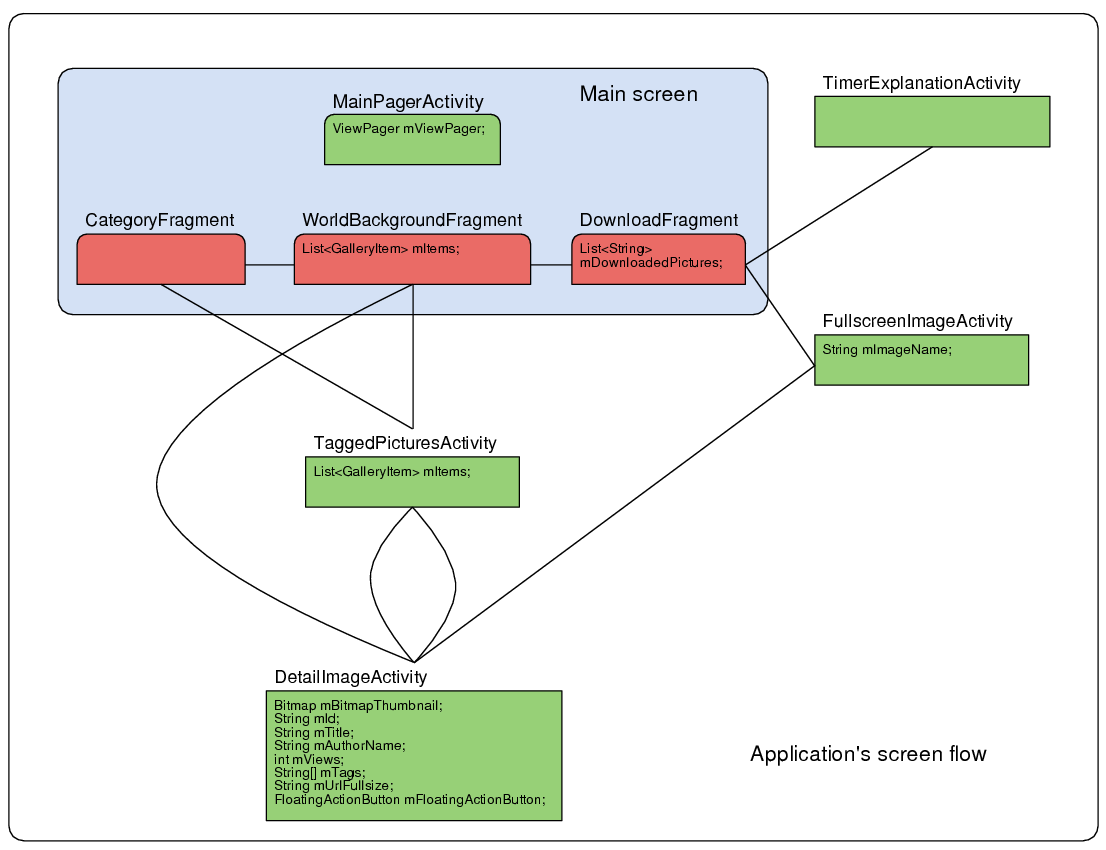 Main screen
MainPagerActivity
ViewPager mViewPager;
TimerExplanationActivity
CategoryFragment
WorldBackgroundFragment
List<GalleryItem> mItems;
DownloadFragment
List<String>
mDownloadedPictures;
FullscreenImageActivity
String mImageName;
TaggedPicturesActivity
List<GalleryItem> mItems;
DetailImageActivity
Bitmap mBitmapThumbnail;
String mId;
String mTitle;
String mAuthorName;
int mViews;
String[] mTags;
String mUrlFullsize;
FloatingActionButton mFloatingActionButton;
Application's screen flow